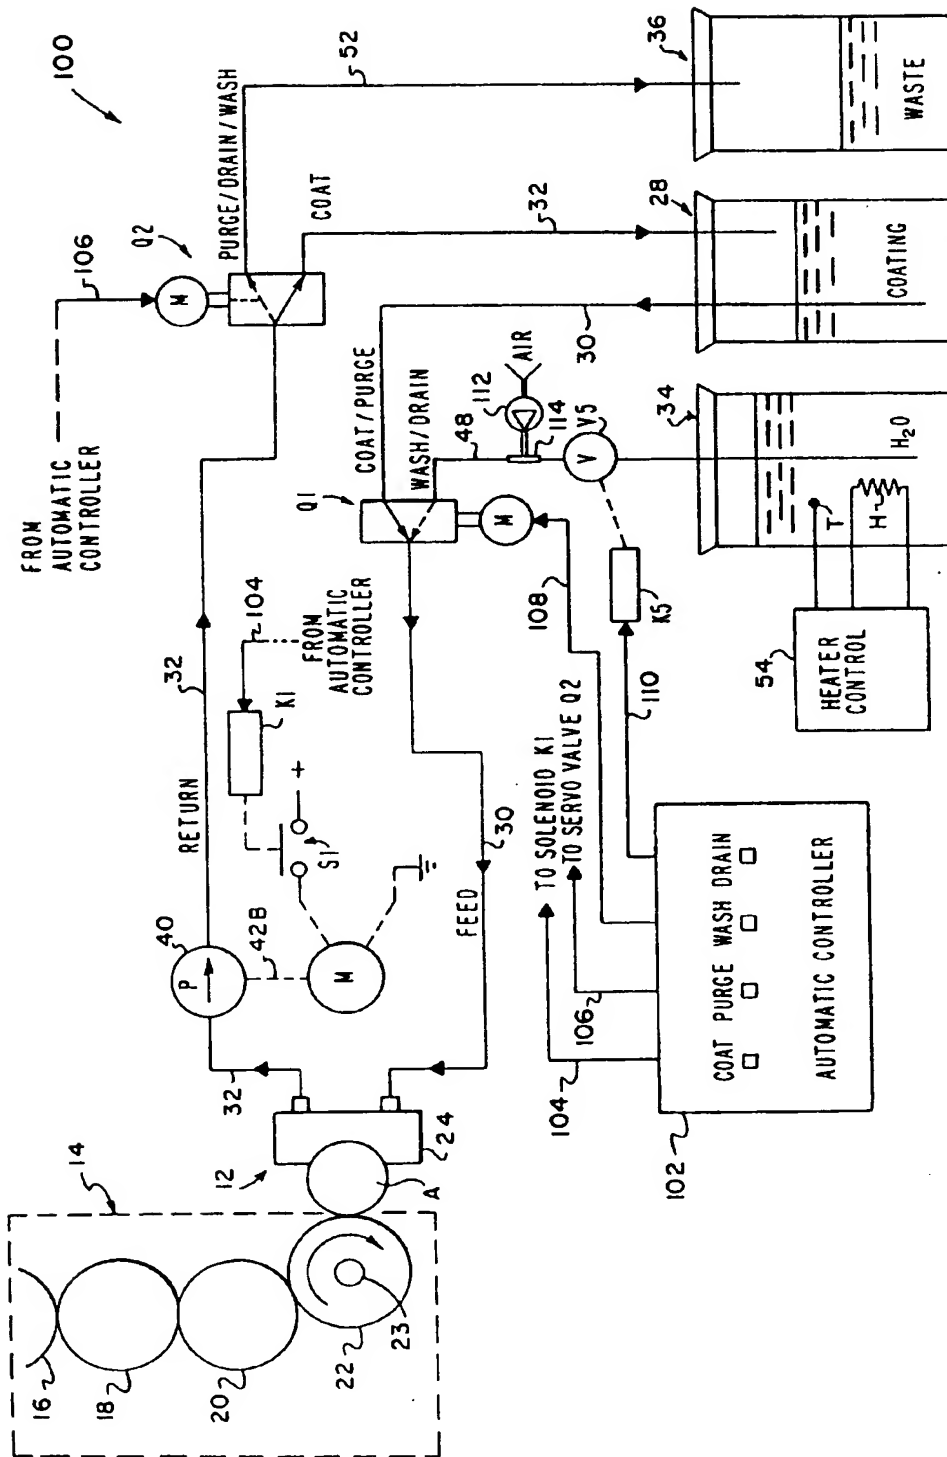 100
FROM
AUTOMATIC
CONTROLLER
106
Q2
M
PURGE/DRAIN/WASH
52
COAT
32
36
WASTE
28
COATING
30
COAT/PURGE
WASH/DRAIN
Q1
M
48
112
AIR
114
V5
V
34
H2O
T
H
54
HEATER
CONTROL
K5
108
110
RETURN
32
104
K1
FROM
AUTOMATIC
CONTROLLER
S1
+
40
P
42B
M
32
FEED
30
TO SOLENOID K1
TO SERVO VALVE Q2
104
106
COAT PURGE WASH DRAIN
AUTOMATIC CONTROLLER
102
12
24
A
14
16
18
20
22
23